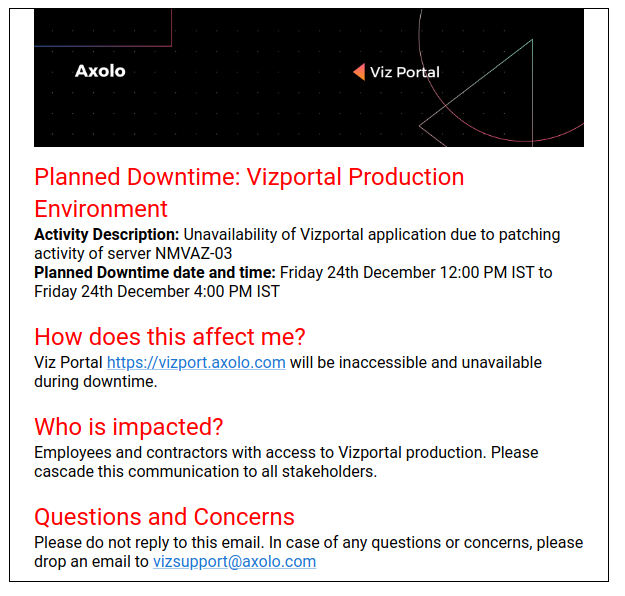 Axolo
Viz Portal
Planned Downtime: Vizportal Production
Environment
Activity Description: Unavailability of Vizportal application due to patching
activity of server NMVAZ-03
Planned Downtime date and time: Friday 24th December 12:00 PM IST to
Friday 24th December 4:00 PM IST
How does this affect me?
Viz Portal https://vizport.axolo.com will be inaccessible and unavailable
during downtime.
Who is impacted?
Employees and contractors with access to Vizportal production. Please
cascade this communication to all stakeholders.
Questions and Concerns
Please do not reply to this email. In case of any questions or concerns, please
drop an email to vizsupport@axolo.com